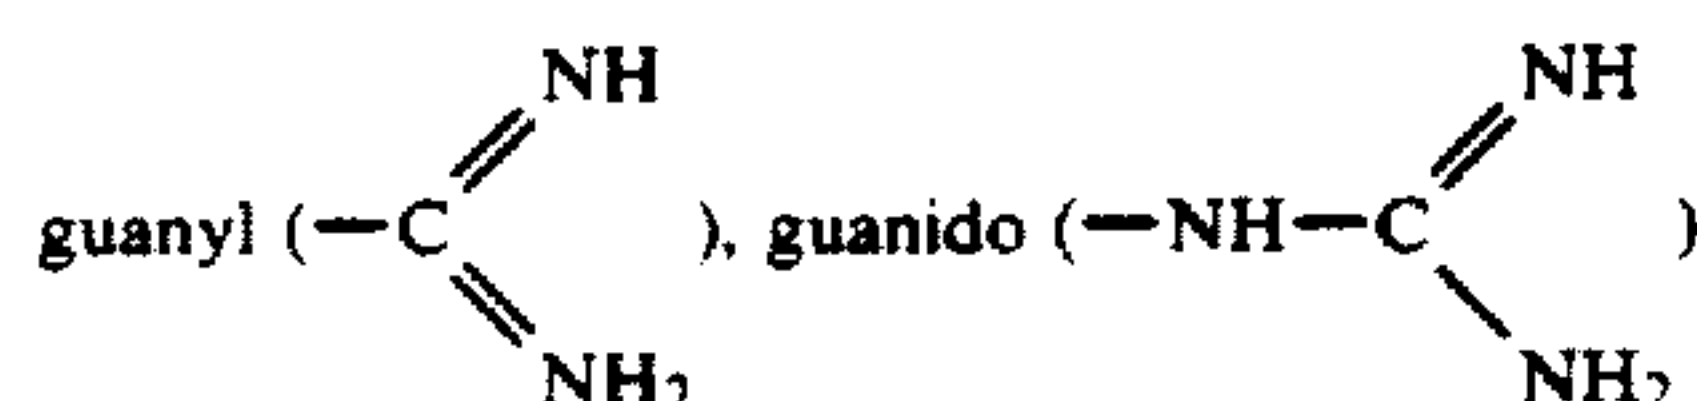 NH NH
guanyl (—C ), guanido (—NH—C )
NH₂ NH₂